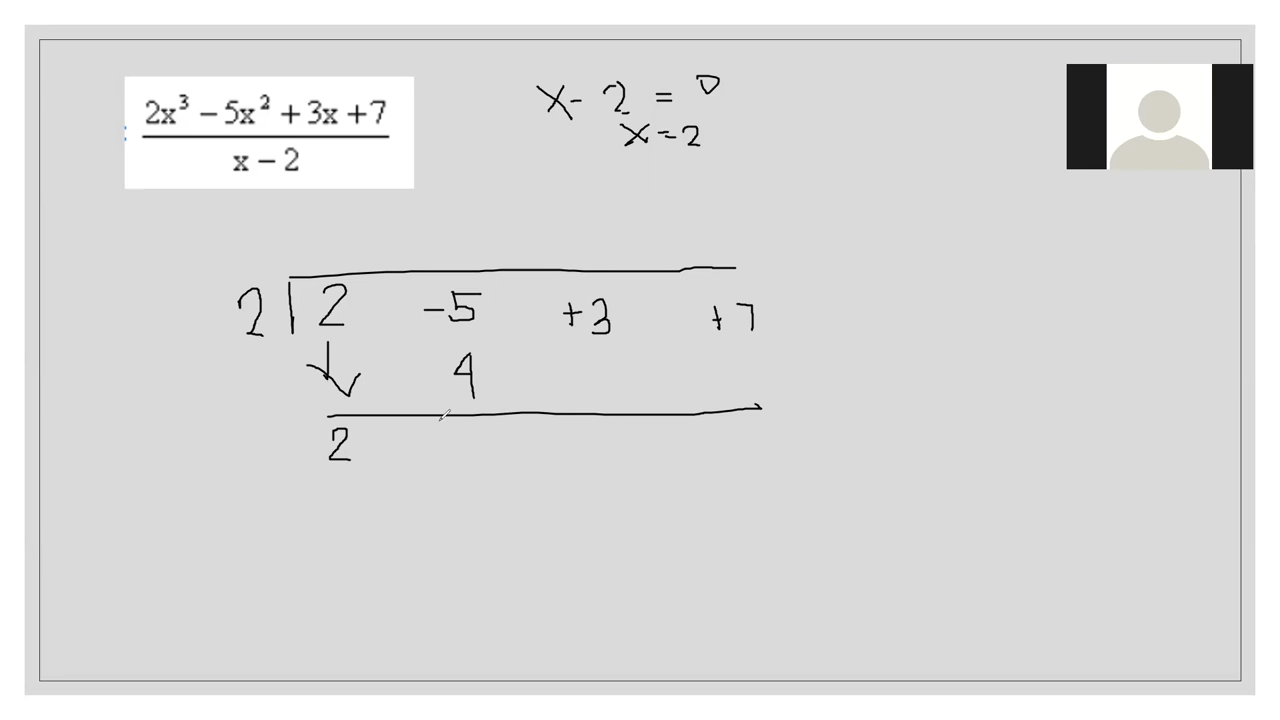 2x³ − 5x² + 3x + 7
x − 2
x - 2 = 0
x = 2
2 | 2 -5 +3 +7
4
2